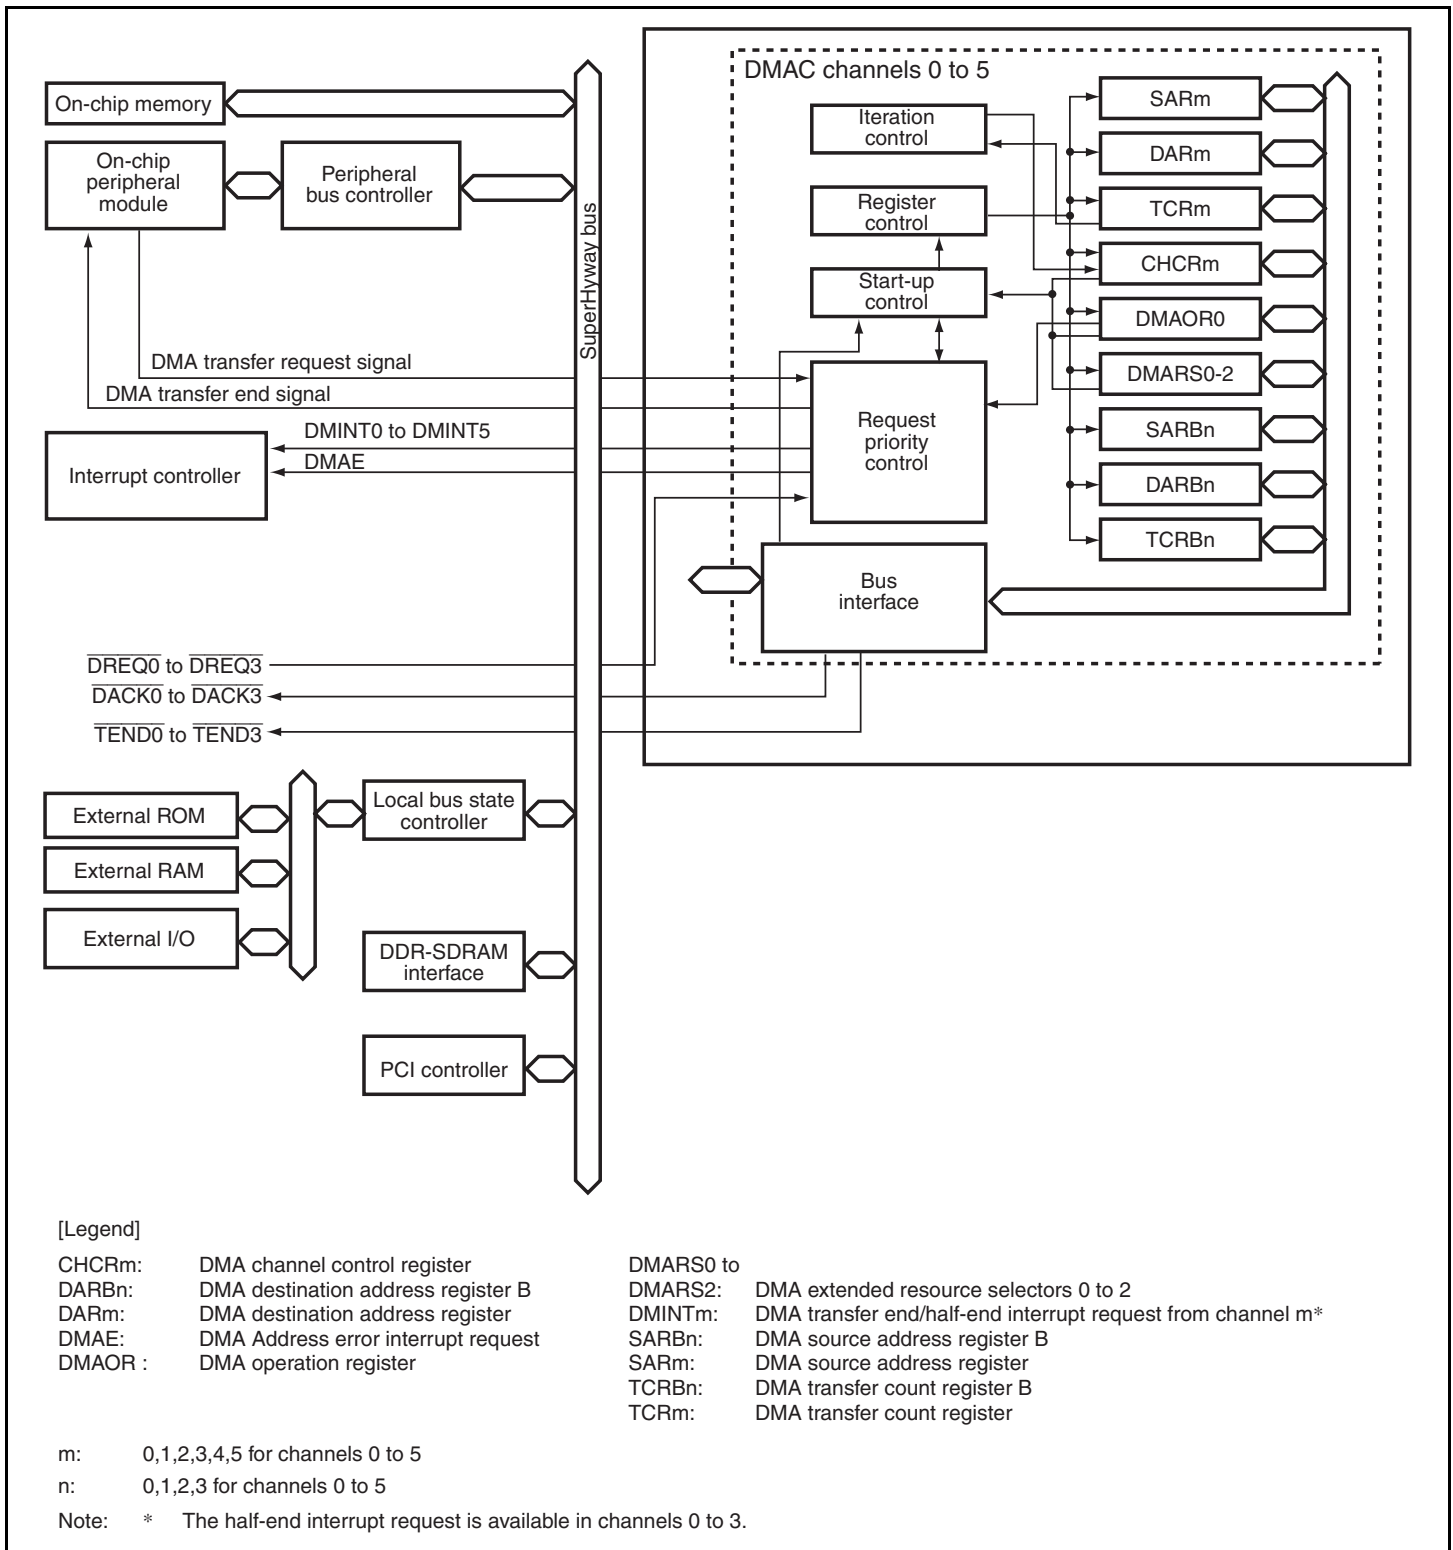 DMAC channels 0 to 5
On-chip memory
On-chip
peripheral
module
Peripheral
bus controller
SuperHyway bus
Iteration
control
Register
control
Start-up
control
Request
priority
control
Bus
interface
SARm
DARm
TCRm
CHCRm
DMAOR0
DMARS0-2
SARBn
DARBn
TCRBn
DMA transfer request signal
DMA transfer end signal
Interrupt controller
DMINT0 to DMINT5
DMAE
DREQ0 to DREQ3
DACK0 to DACK3
TEND0 to TEND3
External ROM
External RAM
External I/O
Local bus state
controller
DDR-SDRAM
interface
PCI controller
[Legend]
CHCRm: DMA channel control register
DARBn: DMA destination address register B
DARm: DMA destination address register
DMAE: DMA Address error interrupt request
DMAOR : DMA operation register
DMARS0 to
DMARS2: DMA extended resource selectors 0 to 2
DMINTm: DMA transfer end/half-end interrupt request from channel m*
SARBn: DMA source address register B
SARm: DMA source address register
TCRBn: DMA transfer count register B
TCRm: DMA transfer count register
m: 0,1,2,3,4,5 for channels 0 to 5
n: 0,1,2,3 for channels 0 to 5
Note: * The half-end interrupt request is available in channels 0 to 3.